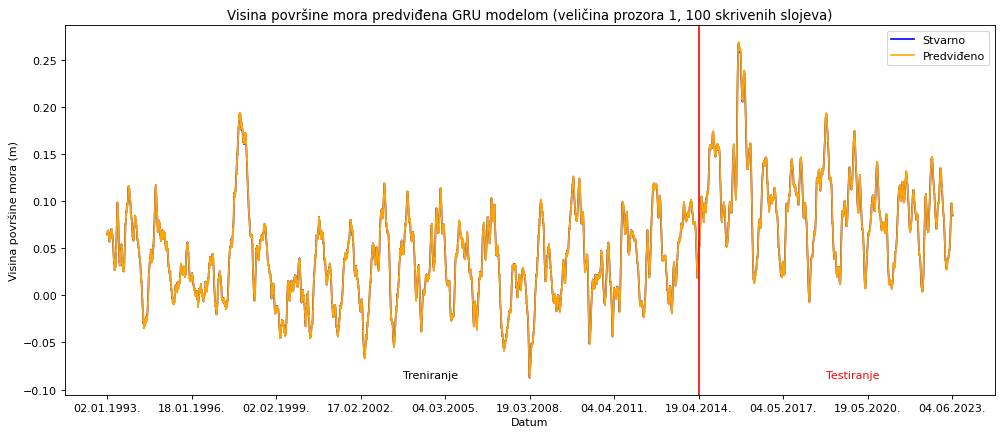 Visina površine mora predviđena GRU modelom (veličina prozora 1, 100 skrivenih slojeva)
Stvarno
Predviđeno
Visina površine mora (m)
0.25
0.20
0.15
0.10
0.05
0.00
−0.05
−0.10
Treniranje
Testiranje
02.01.1993.
18.01.1996.
02.02.1999.
17.02.2002.
04.03.2005.
19.03.2008.
04.04.2011.
19.04.2014.
04.05.2017.
19.05.2020.
04.06.2023.
Datum